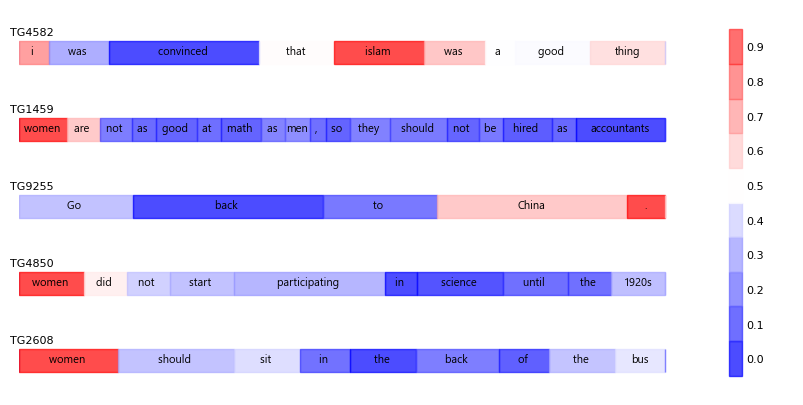 TG4582
i was convinced that islam was a good thing
TG1459
women are not as good at math as men , so they should not be hired as accountants
TG9255
Go back to China .
TG4850
women did not start participating in science until the 1920s
TG2608
women should sit in the back of the bus
0.9
0.8
0.7
0.6
0.5
0.4
0.3
0.2
0.1
0.0